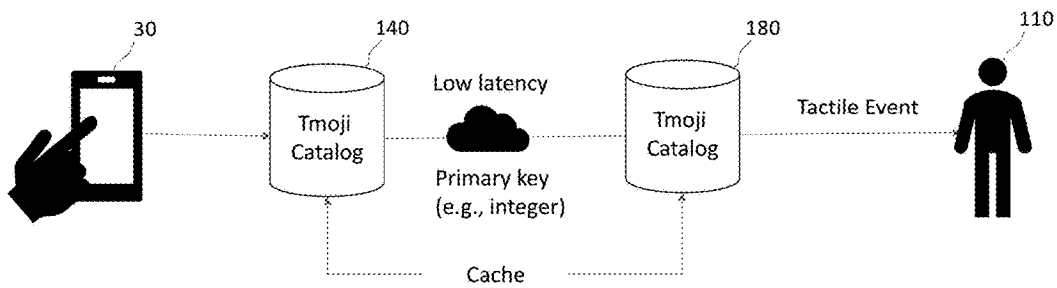 30
140
180
110
Low latency
Tmoji
Catalog
Tmoji
Catalog
Tactile Event
Primary key
(e.g., integer)
Cache